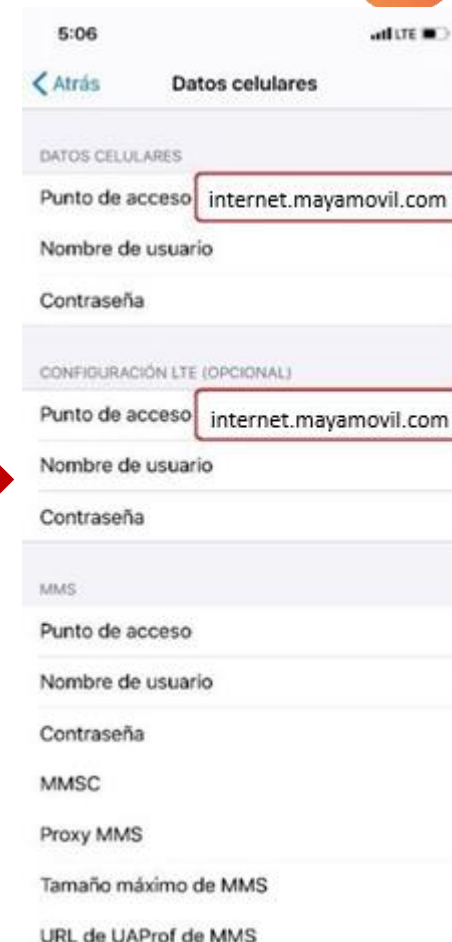 5:06 LTE
Atrás Datos celulares
DATOS CELULARES
Punto de acceso internet.mayamovil.com
Nombre de usuario
Contraseña
CONFIGURACIÓN LTE (OPCIONAL)
Punto de acceso internet.mayamovil.com
Nombre de usuario
Contraseña
MMS
Punto de acceso
Nombre de usuario
Contraseña
MMSC
Proxy MMS
Tamaño máximo de MMS
URL de UAProf de MMS